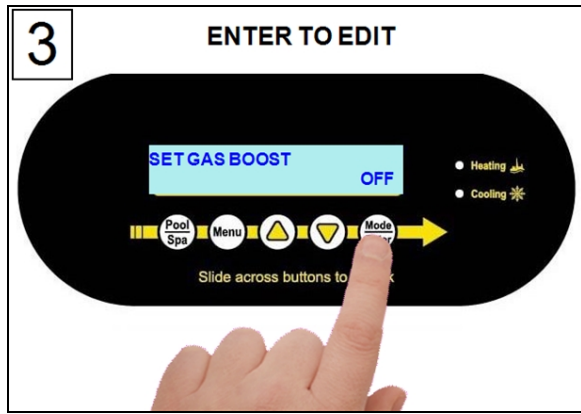 3
ENTER TO EDIT
SET GAS BOOST
OFF
Heating
Cooling
Pool
Spa
Menu
Mode
Slide across buttons to